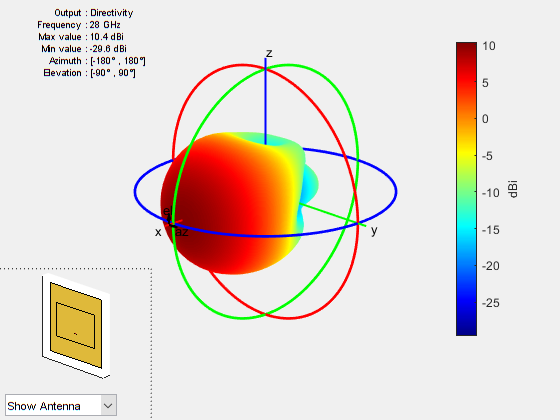 Output : Directivity
Frequency : 28 GHz
Max value : 10.4 dBi
Min value : -29.6 dBi
Azimuth : [-180° , 180°]
Elevation : [-90° , 90°]
z
x
y
10
5
0
-5
-10
-15
-20
-25
dBi
Show Antenna